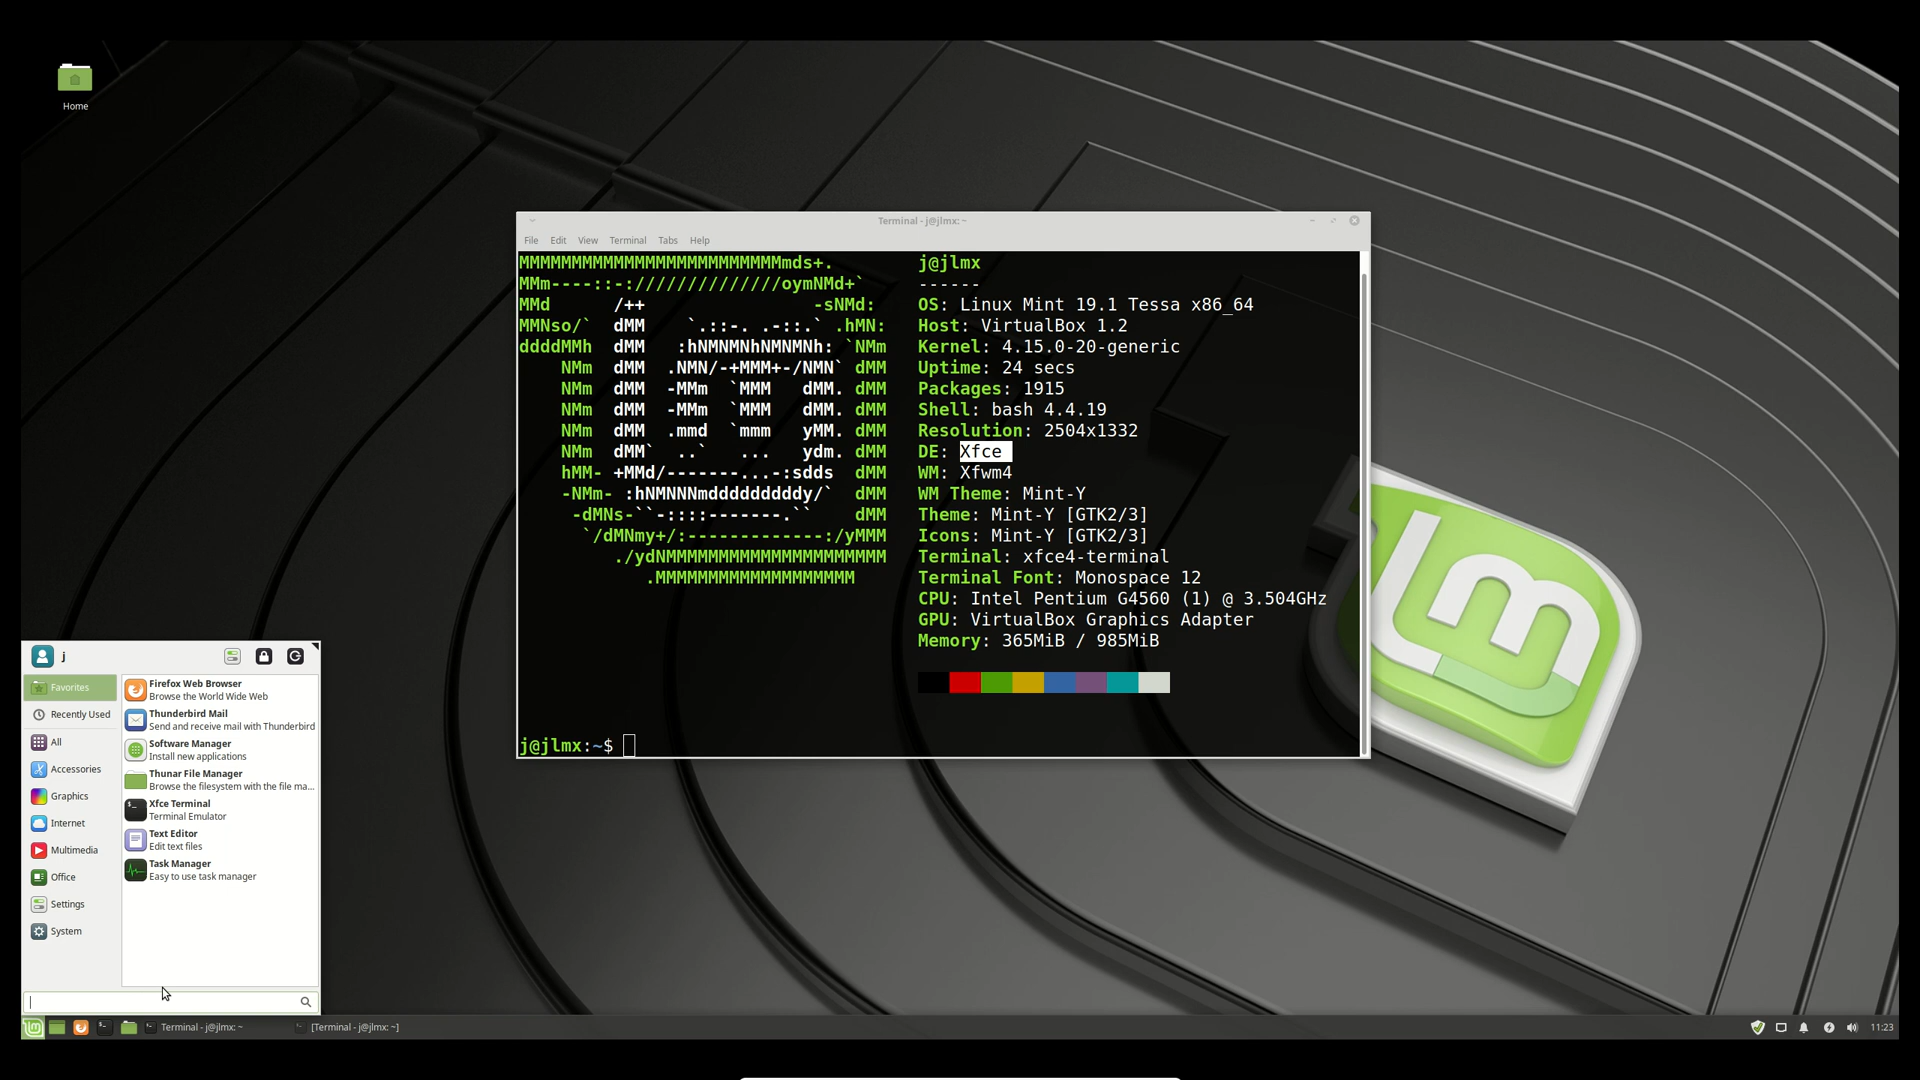 Home
Terminal - j@jlmx: ~
File Edit View Terminal Tabs Help
MMMMMMMMMMMMMMMMMMMMMMMMMmds+.
MMm----::-://////////////oymNMd+`
MMd      /++                -sNMd:
MMNso/`  dMM    `.::-. .-::.` .hMN:
ddddMMh  dMM   :hNMNMNhNMNMNh: `NMm
    NMm  dMM  .NMN/-+MMM+-/NMN` dMM
    NMm  dMM  -MMm  `MMM   dMM. dMM
    NMm  dMM  -MMm  `MMM   dMM. dMM
    NMm  dMM  .mmd  `mmm   yMM. dMM
    NMm  dMM`  ..`   ...   ydm. dMM
    hMM- +MMd/-------...-:sdds  dMM
    -NMm- :hNMNNNmdddddddddy/`  dMM
     -dMNs-``-::::-------.``    dMM
      `/dMNmy+/:-------------:/yMMM
         ./ydNMMMMMMMMMMMMMMMMMMMMM
            .MMMMMMMMMMMMMMMMMMM
j@jlmx
------
OS: Linux Mint 19.1 Tessa x86_64
Host: VirtualBox 1.2
Kernel: 4.15.0-20-generic
Uptime: 24 secs
Packages: 1915
Shell: bash 4.4.19
Resolution: 2504x1332
DE: Xfce
WM: Xfwm4
WM Theme: Mint-Y
Theme: Mint-Y [GTK2/3]
Icons: Mint-Y [GTK2/3]
Terminal: xfce4-terminal
Terminal Font: Monospace 12
CPU: Intel Pentium G4560 (1) @ 3.504GHz
GPU: VirtualBox Graphics Adapter
Memory: 365MiB / 985MiB
j@jlmx:~$
j
Favorites
Recently Used
All
Accessories
Graphics
Internet
Multimedia
Office
Settings
System
Firefox Web Browser
Browse the World Wide Web
Thunderbird Mail
Send and receive mail with Thunderbird
Software Manager
Install new applications
Thunar File Manager
Browse the filesystem with the file ma...
Xfce Terminal
Terminal Emulator
Text Editor
Edit text files
Task Manager
Easy to use task manager
Terminal - j@jlmx: ~
[Terminal - j@jlmx: ~]
11:23